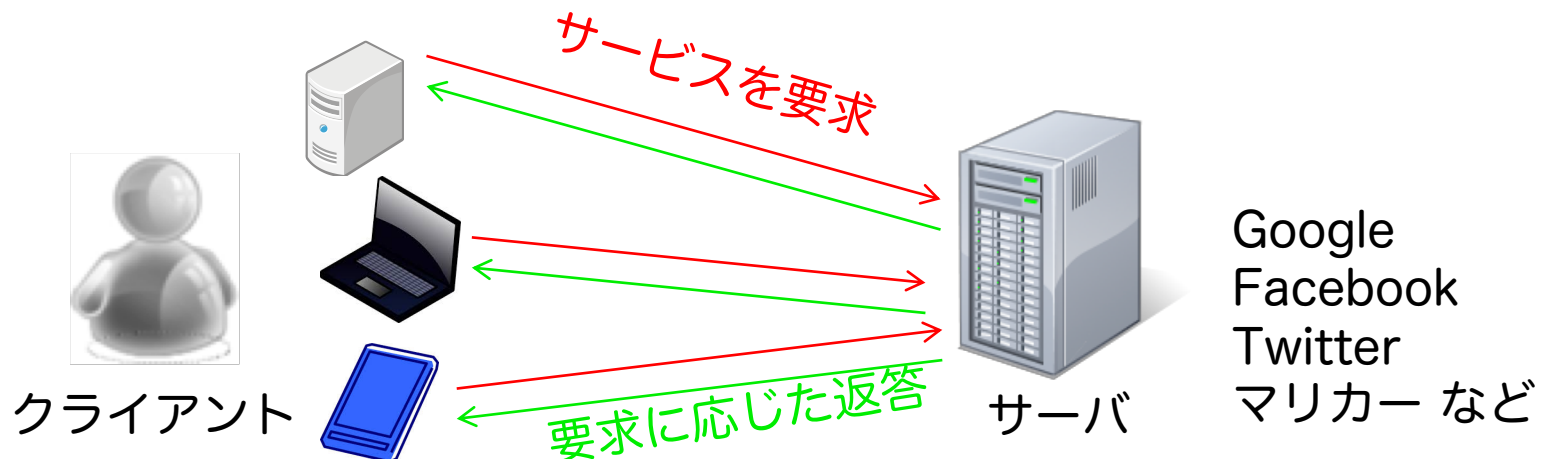 サービスを要求
クライアント
要求に応じた返答
サーバ
Google
Facebook
Twitter
マリカー など